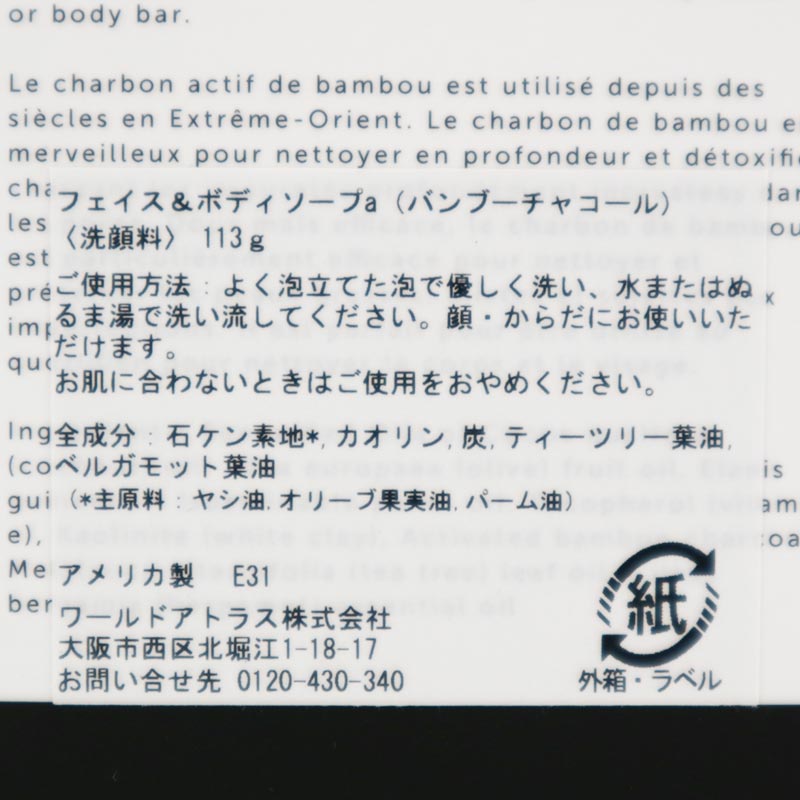 or body bar.
Le charbon actif de bambou est utilisé depuis des
siècles en Extrême-Orient. Le charbon de bambou
merveilleux pour nettoyer en profondeur et
フェイス＆ボディソープa（バンブーチャコール）
les
〈洗顔料〉 113g
est
ご使用方法：よく泡立てた泡で優しく洗い、水またはぬ
るま湯で洗い流してください。顔・からだにお使いいた
だけます。
お肌に合わないときはご使用をおやめください。
全成分：石ケン素地*, カオリン, 炭, ティーツリー葉油,
ベルガモット葉油
(*主原料：ヤシ油, オリーブ果実油, パーム油)
e),
アメリカ製 E31
ワールドアトラス株式会社
大阪市西区北堀江1-18-17
お問い合せ先 0120-430-340
紙
外箱・ラベル